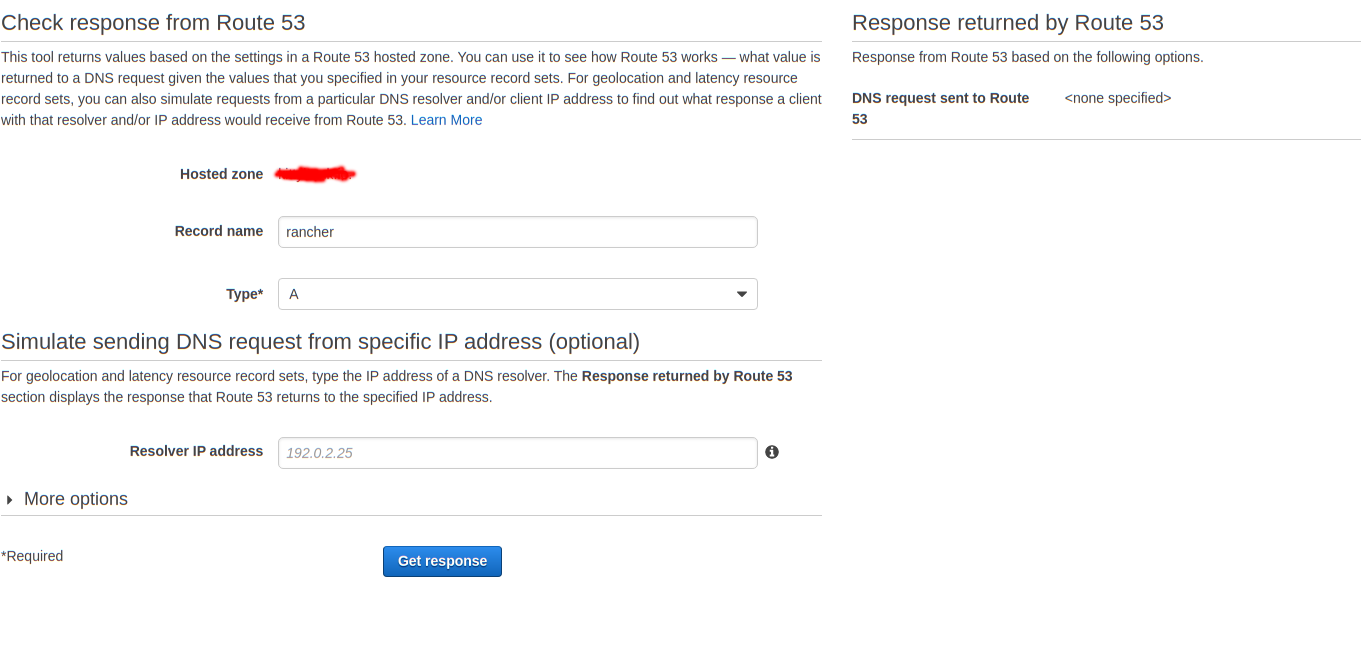 Check response from Route 53
This tool returns values based on the settings in a Route 53 hosted zone. You can use it to see how Route 53 works — what value is
returned to a DNS request given the values that you specified in your resource record sets. For geolocation and latency resource
record sets, you can also simulate requests from a particular DNS resolver and/or client IP address to find out what response a client
with that resolver and/or IP address would receive from Route 53. Learn More
Hosted zone
Record name rancher
Type* A
Simulate sending DNS request from specific IP address (optional)
For geolocation and latency resource record sets, type the IP address of a DNS resolver. The Response returned by Route 53
section displays the response that Route 53 returns to the specified IP address.
Resolver IP address 192.0.2.25
More options
*Required Get response
Response returned by Route 53
Response from Route 53 based on the following options.
DNS request sent to Route <none specified>
53